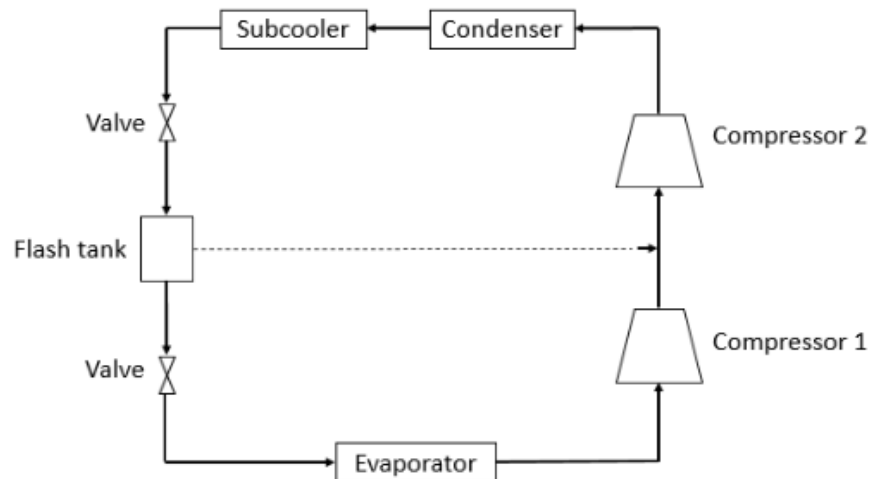 Subcooler
Condenser
Valve
Compressor 2
Flash tank
Compressor 1
Valve
Evaporator